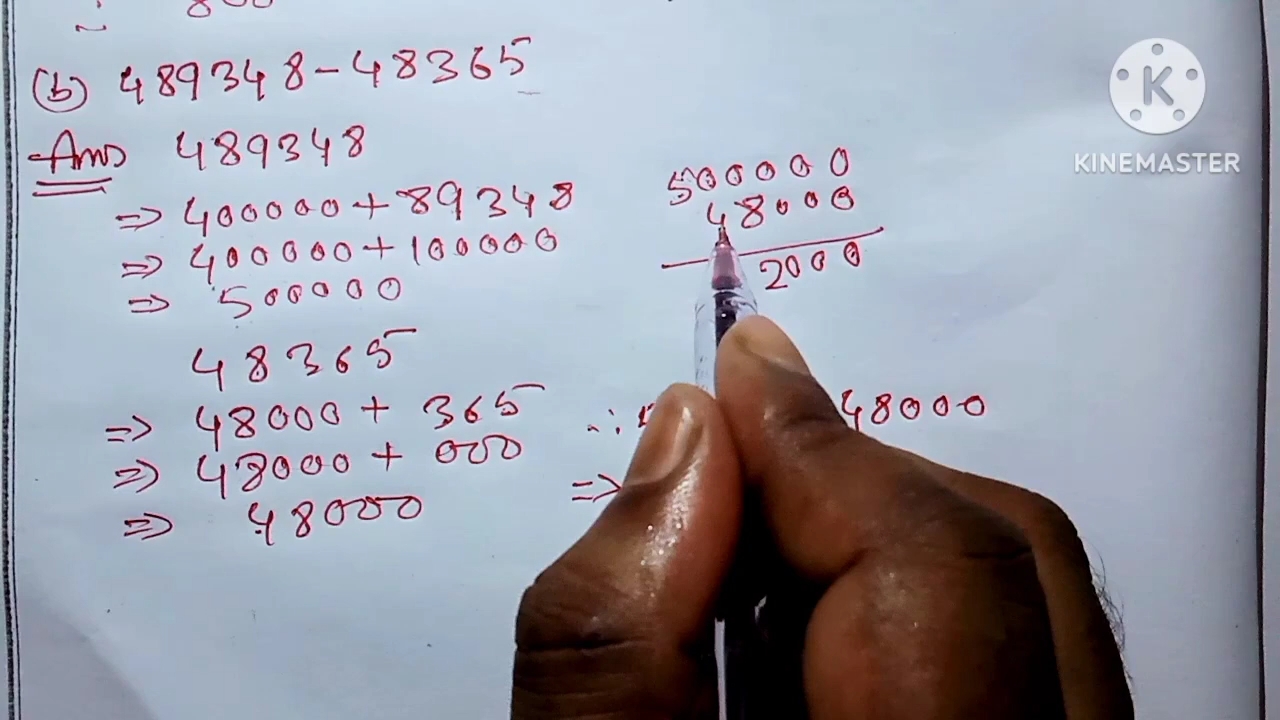 (b) 489348-48365
Ans 489348
⇒ 400000 + 89348
⇒ 400000 + 100000
⇒ 500000
48365
⇒ 48000 + 365
⇒ 48000 + 000
⇒ 48000
500000
48000
2000
∴ 48000
⇒
K
KINEMASTER